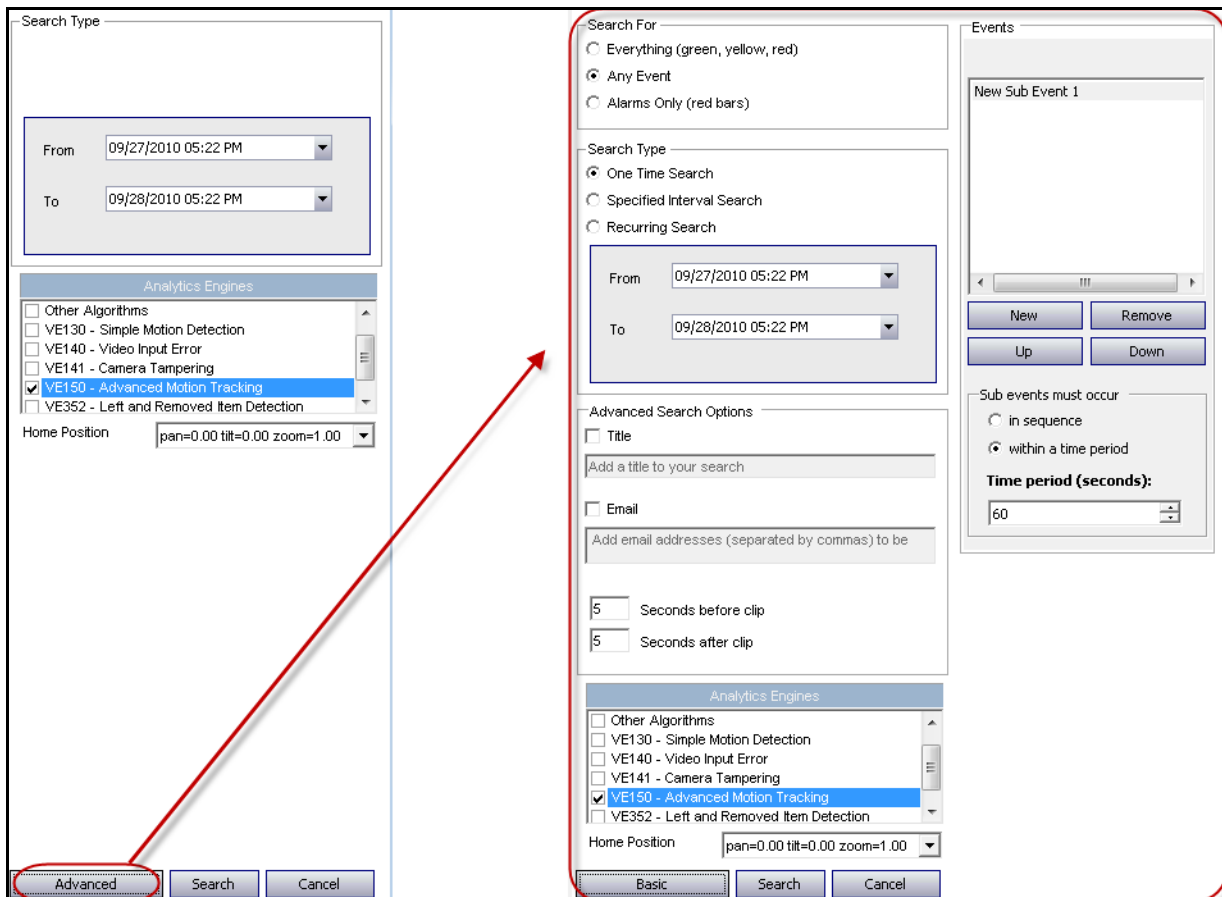 Search Type
From
09/27/2010 05:22 PM
To
09/28/2010 05:22 PM
Analytics Engines
Other Algorithms
VE130 - Simple Motion Detection
VE140 - Video Input Error
VE141 - Camera Tampering
VE150 - Advanced Motion Tracking
VE352 - Left and Removed Item Detection
Home Position
pan=0.00 tilt=0.00 zoom=1.00
Advanced
Search
Cancel
Search For
Everything (green, yellow, red)
Any Event
Alarms Only (red bars)
Search Type
One Time Search
Specified Interval Search
Recurring Search
From
09/27/2010 05:22 PM
To
09/28/2010 05:22 PM
Advanced Search Options
Title
Add a title to your search
Email
Add email addresses (separated by commas) to be
5 Seconds before clip
5 Seconds after clip
Analytics Engines
Other Algorithms
VE130 - Simple Motion Detection
VE140 - Video Input Error
VE141 - Camera Tampering
VE150 - Advanced Motion Tracking
VE352 - Left and Removed Item Detection
Home Position
pan=0.00 tilt=0.00 zoom=1.00
Basic
Search
Cancel
Events
New Sub Event 1
New
Remove
Up
Down
Sub events must occur
in sequence
within a time period
Time period (seconds):
60